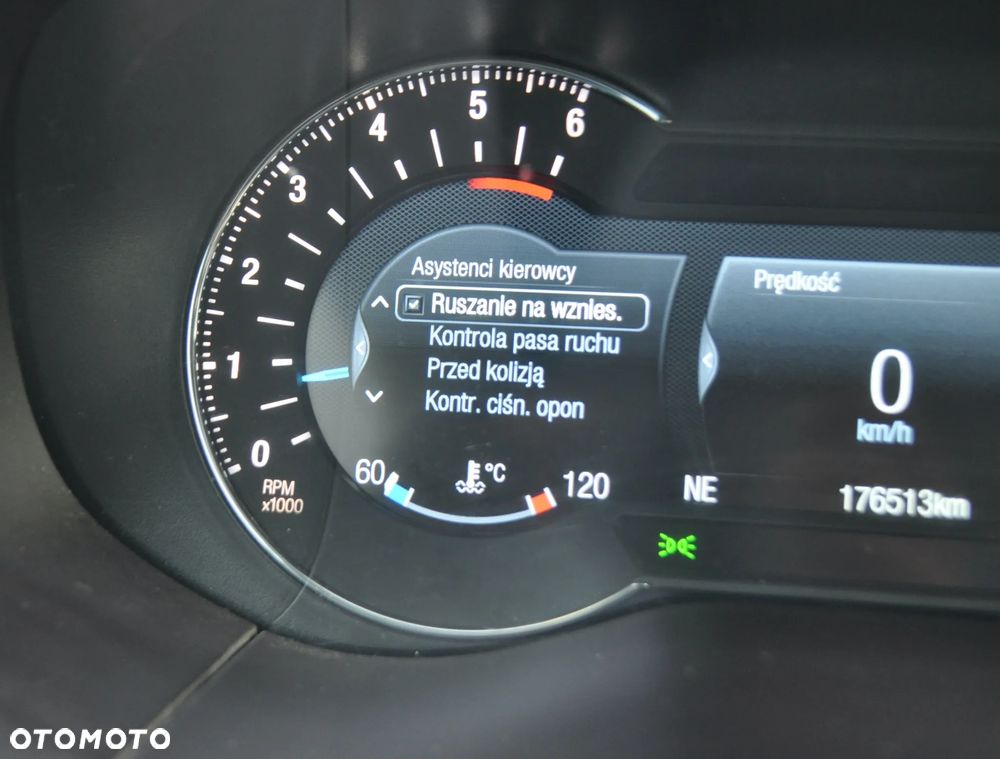 6
5
4
3
2
1
0
RPM
x1000
Asystenci kierowcy
Ruszanie na wznies.
Kontrola pasa ruchu
Przed kolizją
Kontr. ciśn. opon
60
°C
120
Prędkość
0
km/h
NE
176513km
OTOMOTO